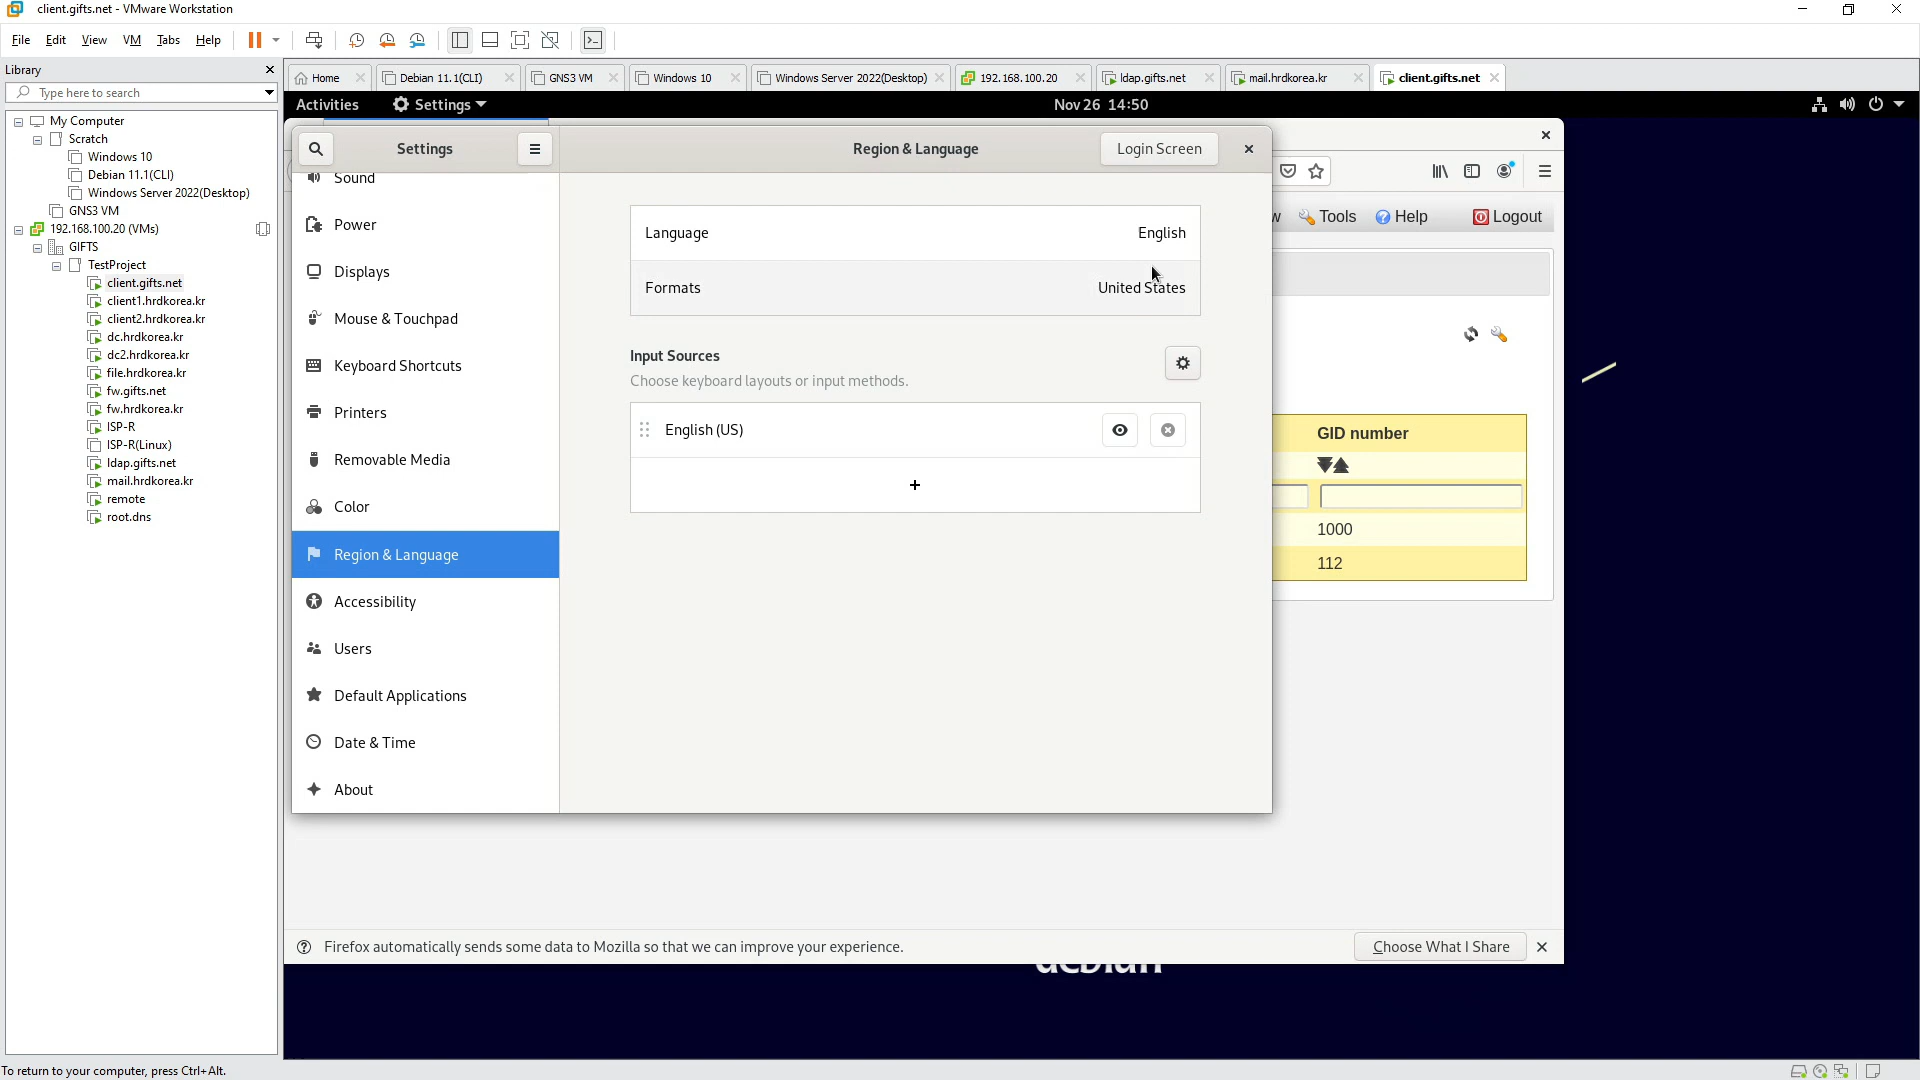 client.gifts.net - VMware Workstation
File Edit View VM Tabs Help
Library
Type here to search
Home
Debian 11.1(CLI)
GNS3 VM
Windows 10
Windows Server 2022(Desktop)
192.168.100.20
ldap.gifts.net
mail.hrdkorea.kr
client.gifts.net
My Computer
Scratch
Windows 10
Debian 11.1(CLI)
Windows Server 2022(Desktop)
GNS3 VM
192.168.100.20 (VMs)
GIFTS
TestProject
client.gifts.net
client1.hrdkorea.kr
client2.hrdkorea.kr
dc.hrdkorea.kr
dc2.hrdkorea.kr
file.hrdkorea.kr
fw.gifts.net
fw.hrdkorea.kr
ISP-R
ISP-R(Linux)
ldap.gifts.net
mail.hrdkorea.kr
remote
root.dns
Activities
Settings
Nov 26 14:50
Settings
Region & Language
Login Screen
Sound
Power
Displays
Mouse & Touchpad
Keyboard Shortcuts
Printers
Removable Media
Color
Region & Language
Accessibility
Users
Default Applications
Date & Time
About
Language English
Formats United States
Input Sources
Choose keyboard layouts or input methods.
English (US)
+
w Tools Help Logout
GID number
1000
112
Firefox automatically sends some data to Mozilla so that we can improve your experience.
Choose What I Share
debian
To return to your computer, press Ctrl+Alt.